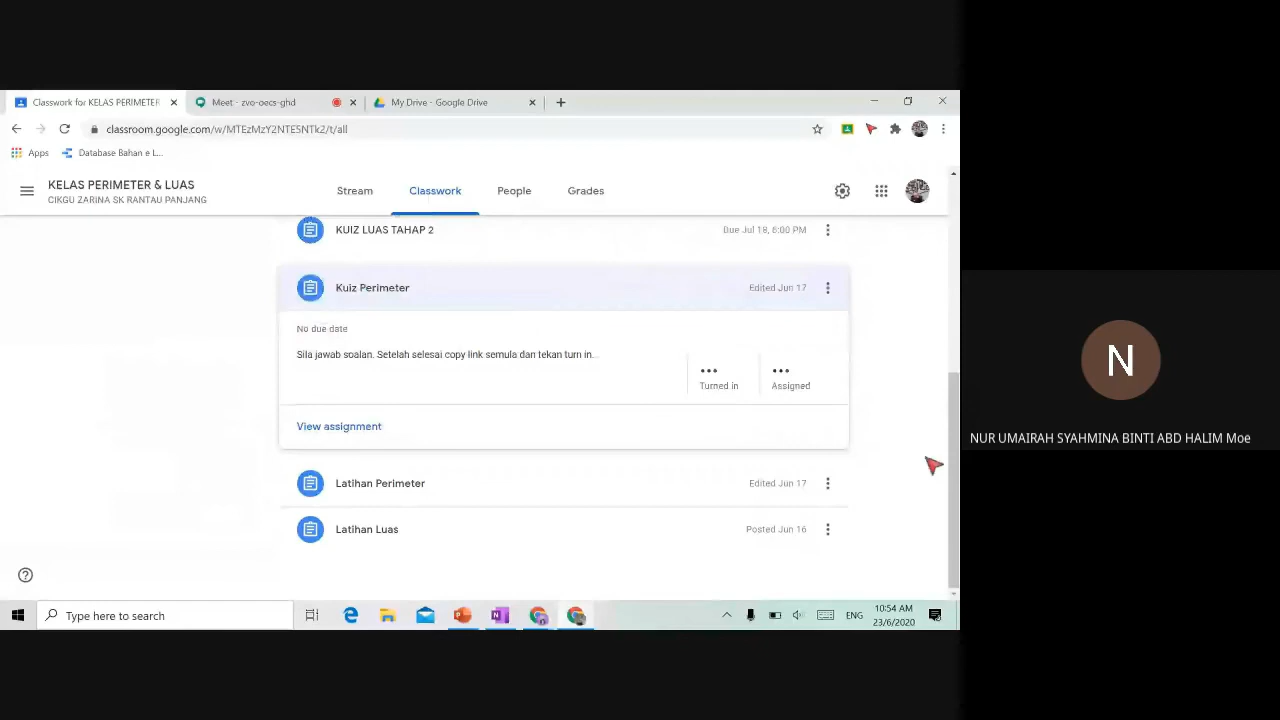 Classwork for KELAS PERIMETER
Meet - zvo-oecs-ghd
My Drive - Google Drive
classroom.google.com/w/MTEzMzY2NTE5NTk2/t/all
Apps
Database Bahan e L...
KELAS PERIMETER & LUAS
CIKGU ZARINA SK RANTAU PANJANG
Stream
Classwork
People
Grades
KUIZ LUAS TAHAP 2
Due Jul 18, 6:00 PM
Kuiz Perimeter
Edited Jun 17
No due date
Sila jawab soalan. Setelah selesai copy link semula dan tekan turn in.
Turned in
Assigned
View assignment
Latihan Perimeter
Edited Jun 17
Latihan Luas
Posted Jun 16
N
NUR UMAIRAH SYAHMINA BINTI ABD HALIM Moe
Type here to search
ENG
10:54 AM
23/6/2020